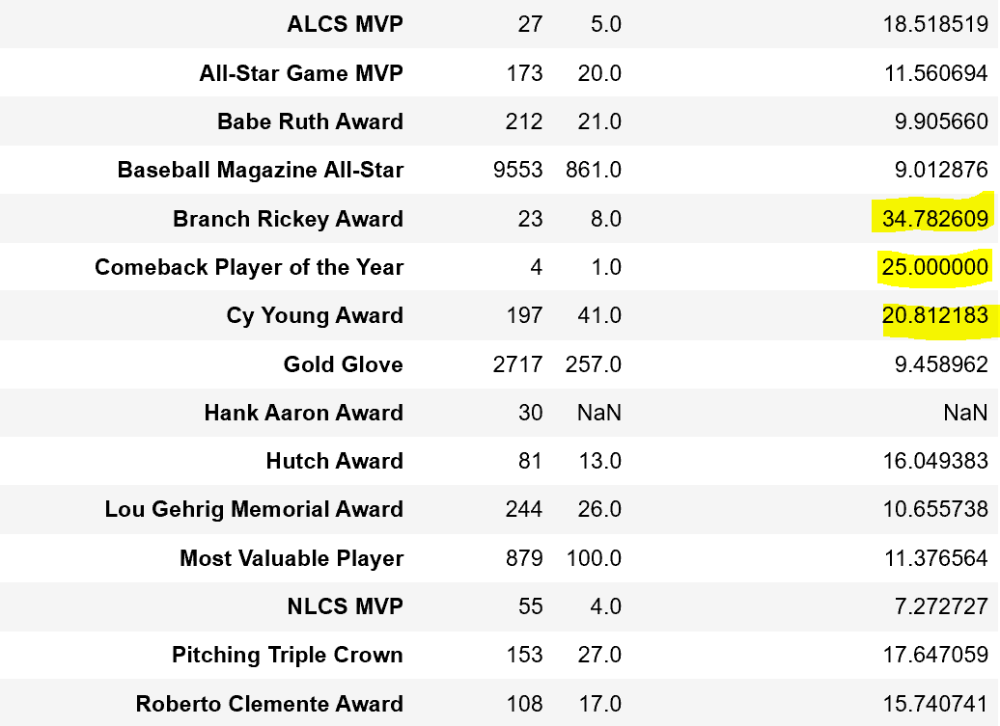 ALCS MVP 27 5.0 18.518519
All-Star Game MVP 173 20.0 11.560694
Babe Ruth Award 212 21.0 9.905660
Baseball Magazine All-Star 9553 861.0 9.012876
Branch Rickey Award 23 8.0 34.782609
Comeback Player of the Year 4 1.0 25.000000
Cy Young Award 197 41.0 20.812183
Gold Glove 2717 257.0 9.458962
Hank Aaron Award 30 NaN NaN
Hutch Award 81 13.0 16.049383
Lou Gehrig Memorial Award 244 26.0 10.655738
Most Valuable Player 879 100.0 11.376564
NLCS MVP 55 4.0 7.272727
Pitching Triple Crown 153 27.0 17.647059
Roberto Clemente Award 108 17.0 15.740741